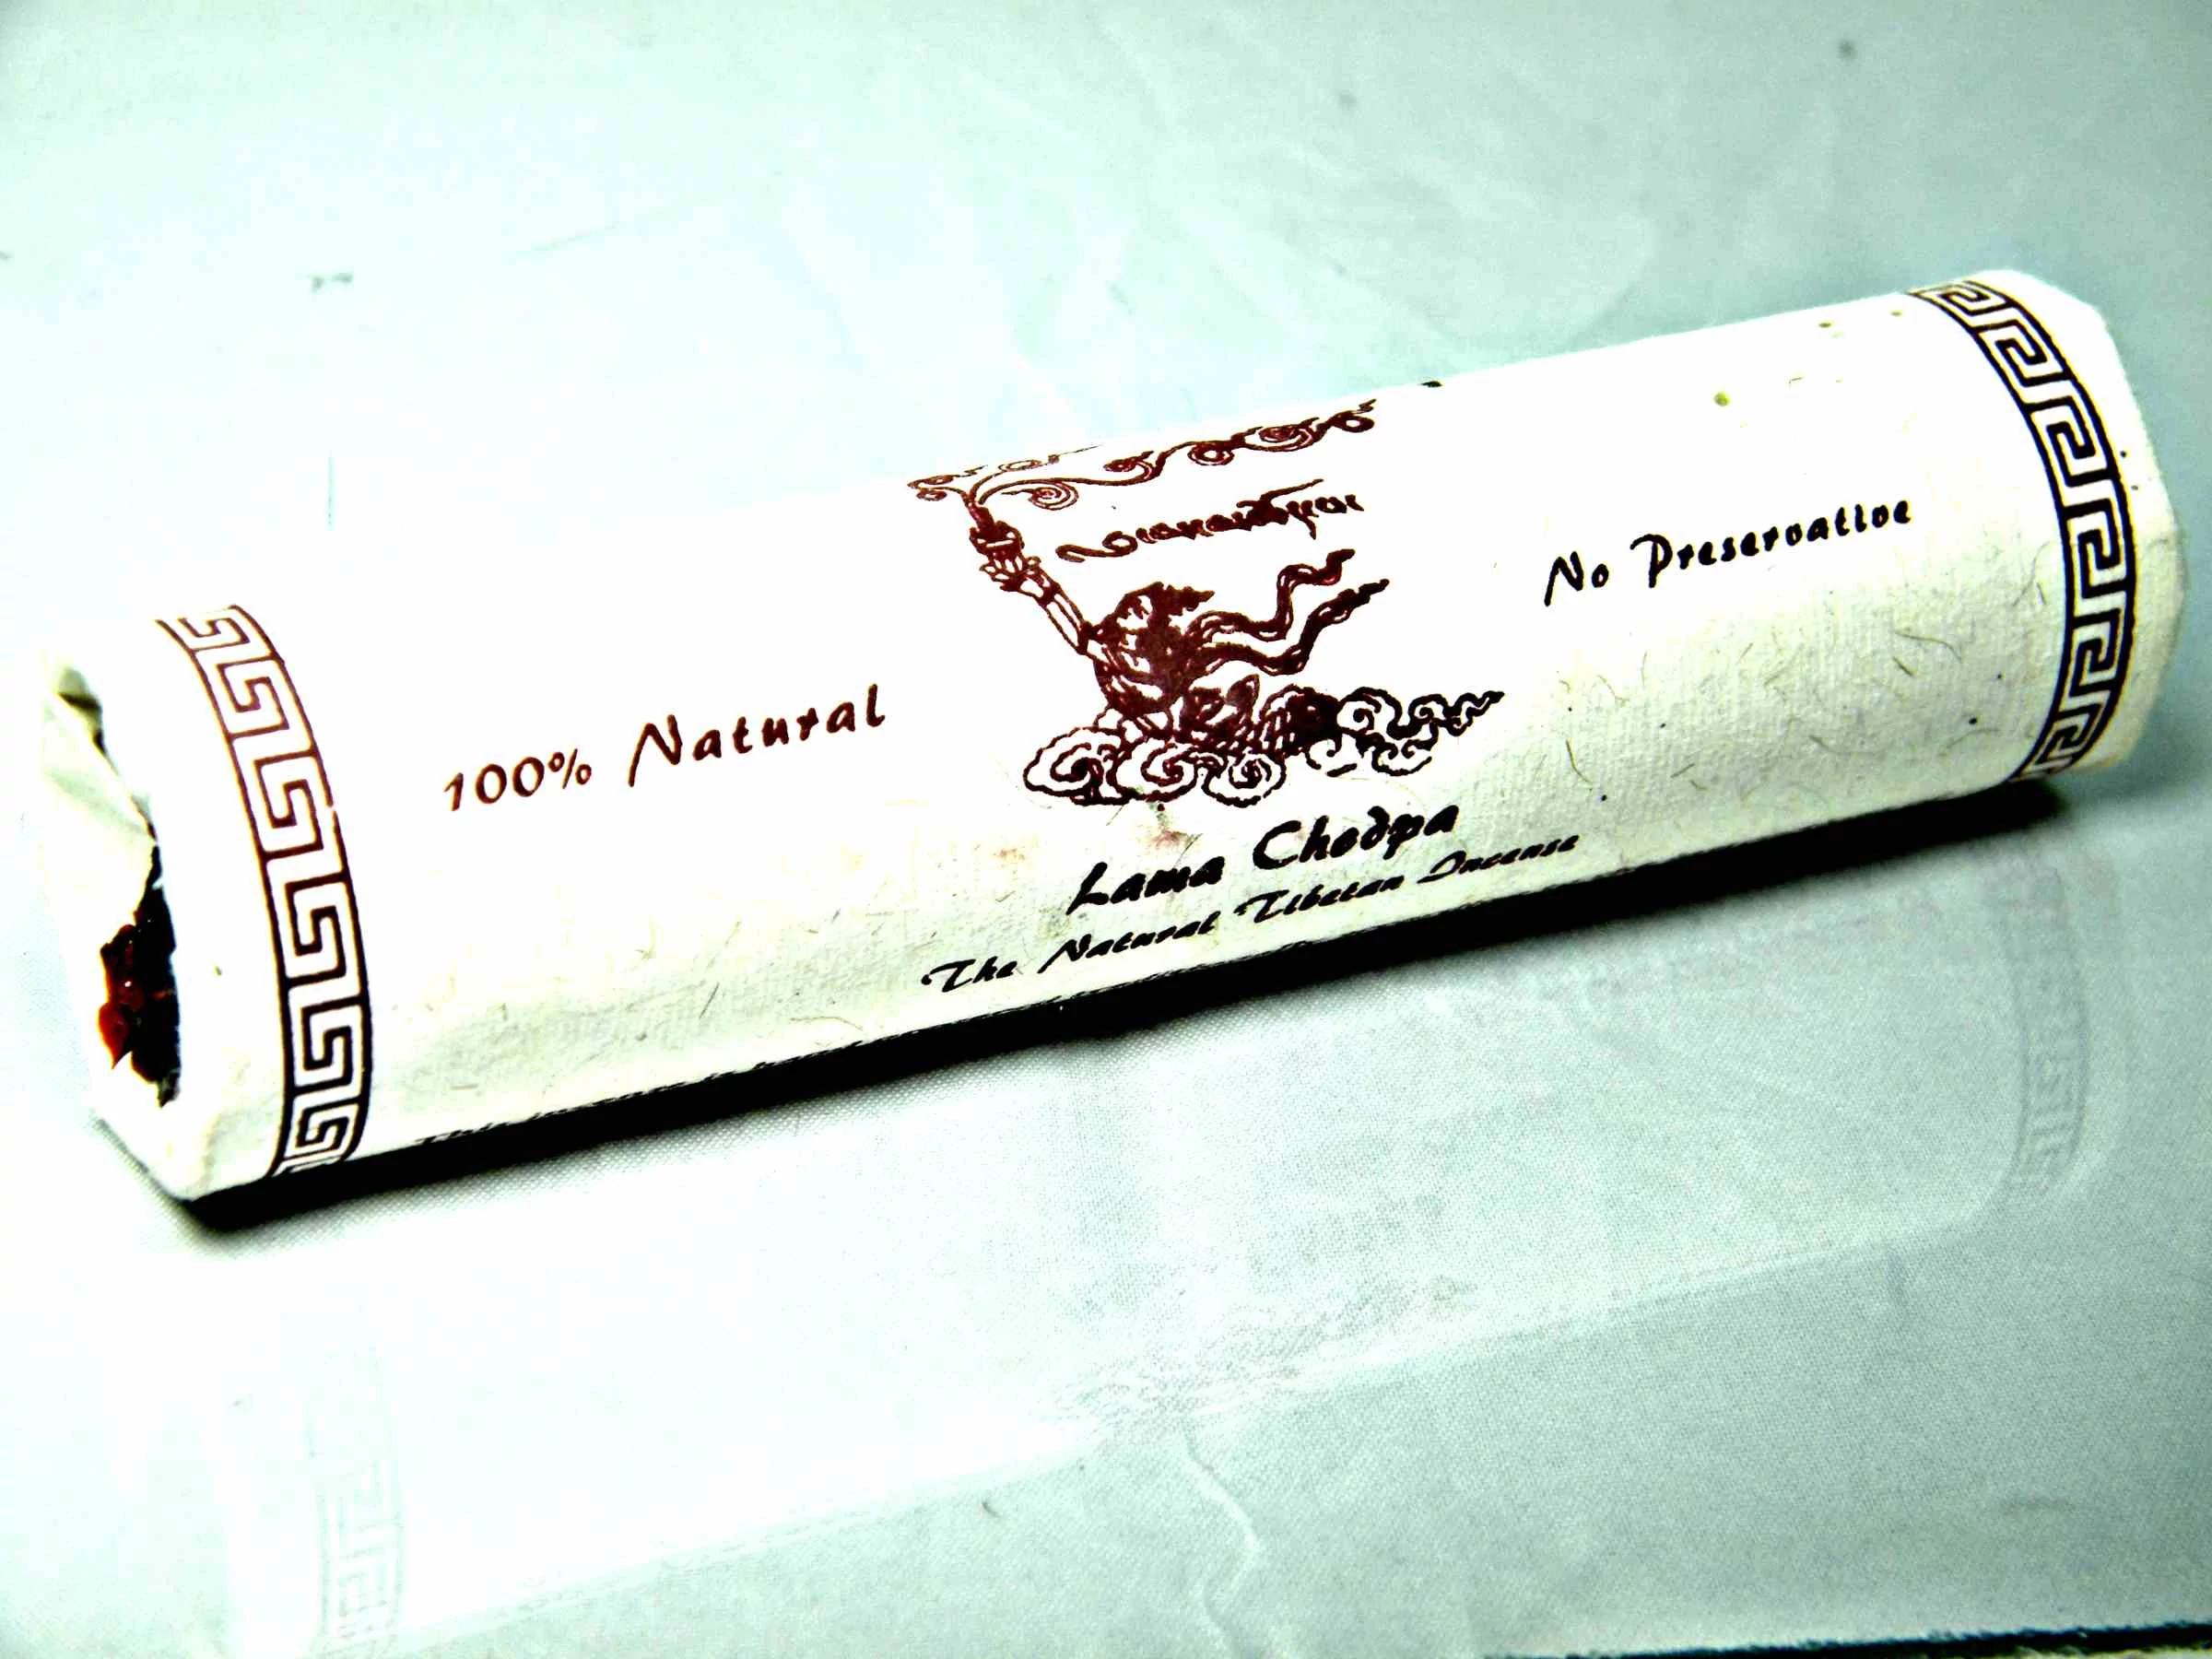 100% Natural
No Preservative
Lama Chodpa
The Natural Tibetan Incense